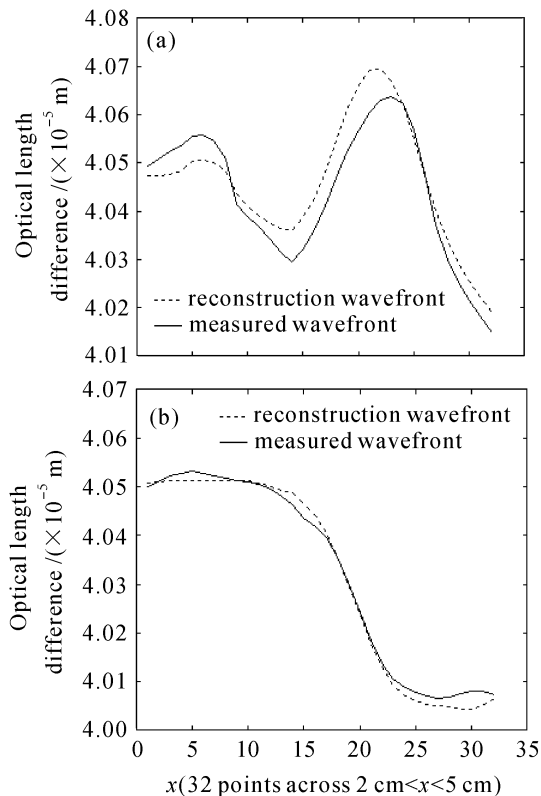 4.08
(a)
4.07
4.06
4.05
4.04
4.03
4.02
4.01
Optical length
difference /(×10⁻⁵ m)
reconstruction wavefront
measured wavefront
4.07
(b)
reconstruction wavefront
measured wavefront
4.06
4.05
4.04
4.03
4.02
4.01
4.00
Optical length
difference /(×10⁻⁵ m)
0 5 10 15 20 25 30 35
x(32 points across 2 cm<x<5 cm)